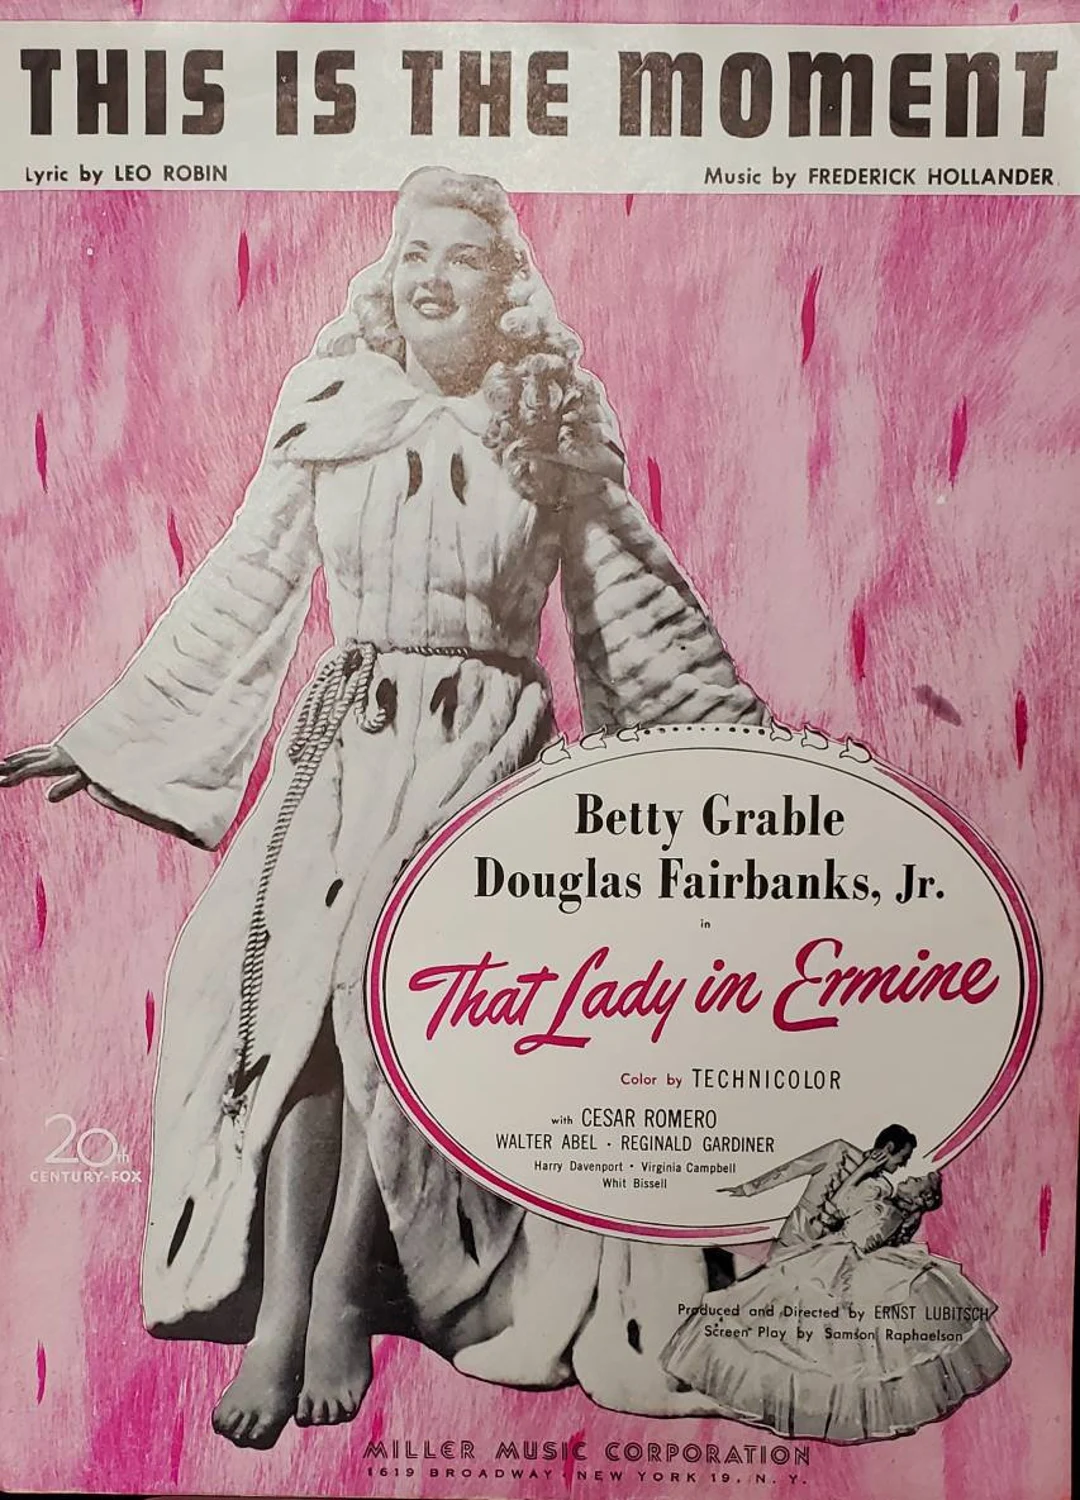 THIS IS THE MOMENT
Lyric by LEO ROBIN
Music by FREDERICK HOLLANDER
Betty Grable
Douglas Fairbanks, Jr.
in
That Lady in Ermine
Color by TECHNICOLOR
with CESAR ROMERO
WALTER ABEL · REGINALD GARDINER
Harry Davenport · Virginia Campbell
Whit Bissell
20th
CENTURY-FOX
Produced and Directed by ERNST LUBITSCH
Screen Play by Samson Raphaelson
MILLER MUSIC CORPORATION
1619 BROADWAY · NEW YORK 19, N. Y.